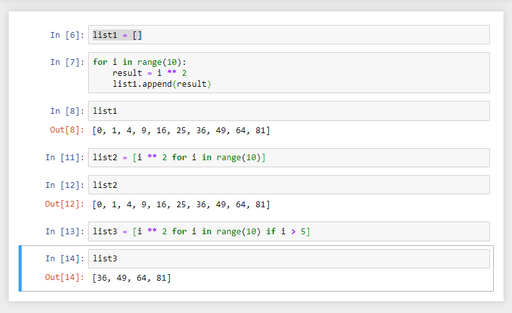 In [6]: list1 = []
In [7]: for i in range(10):
    result = i ** 2
    list1.append(result)
In [8]: list1
Out[8]: [0, 1, 4, 9, 16, 25, 36, 49, 64, 81]
In [11]: list2 = [i ** 2 for i in range(10)]
In [12]: list2
Out[12]: [0, 1, 4, 9, 16, 25, 36, 49, 64, 81]
In [13]: list3 = [i ** 2 for i in range(10) if i > 5]
In [14]: list3
Out[14]: [36, 49, 64, 81]